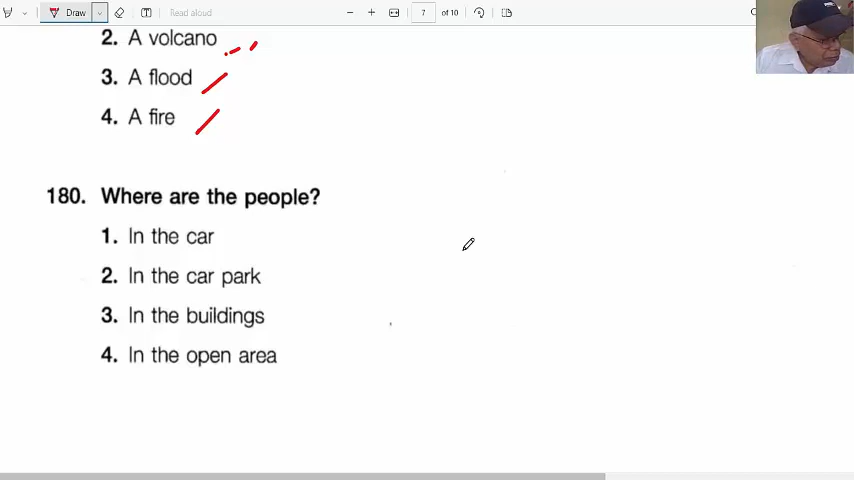 Draw
Read aloud
7
of 10
2. A volcano
3. A flood
4. A fire
180. Where are the people?
1. In the car
2. In the car park
3. In the buildings
4. In the open area